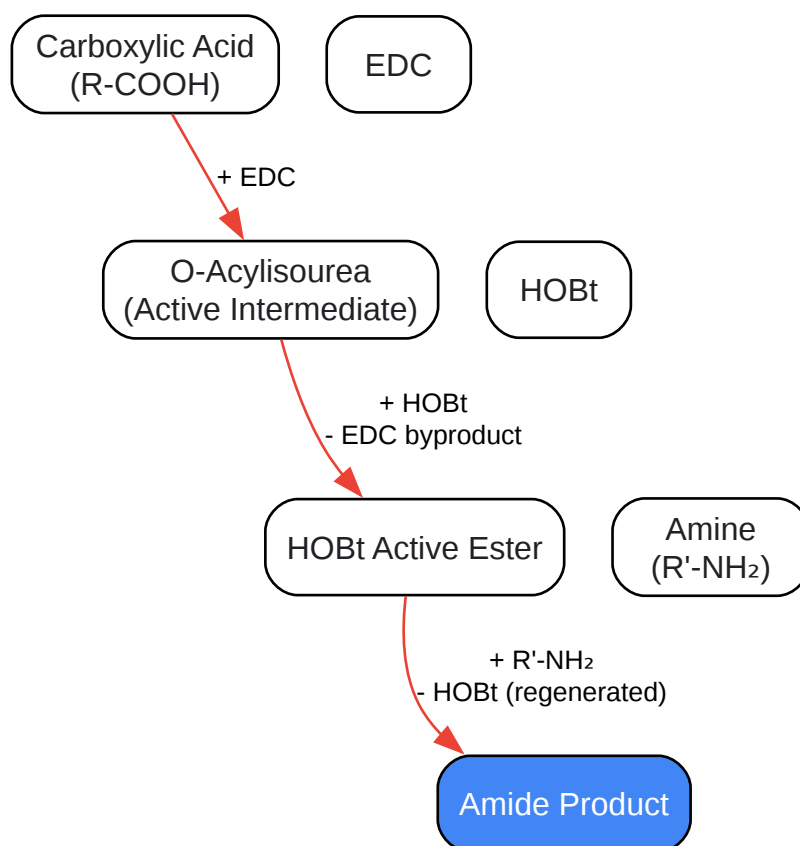 Carboxylic Acid
(R-COOH)
EDC
+ EDC
O-Acylisourea
(Active Intermediate)
HOBt
+ HOBt
- EDC byproduct
HOBt Active Ester
Amine
(R'-NH₂)
+ R'-NH₂
- HOBt (regenerated)
Amide Product